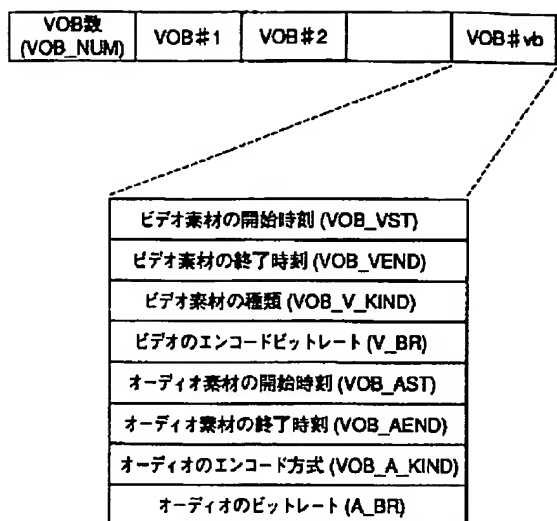 VOB数
(VOB_NUM)
VOB#1
VOB#2
VOB#vb
ビデオ素材の開始時刻 (VOB_VST)
ビデオ素材の終了時刻 (VOB_VEND)
ビデオ素材の種類 (VOB_V_KIND)
ビデオのエンコードビットレート (V_BR)
オーディオ素材の開始時刻 (VOB_AST)
オーディオ素材の終了時刻 (VOB_AEND)
オーディオのエンコード方式 (VOB_A_KIND)
オーディオのビットレート (A_BR)